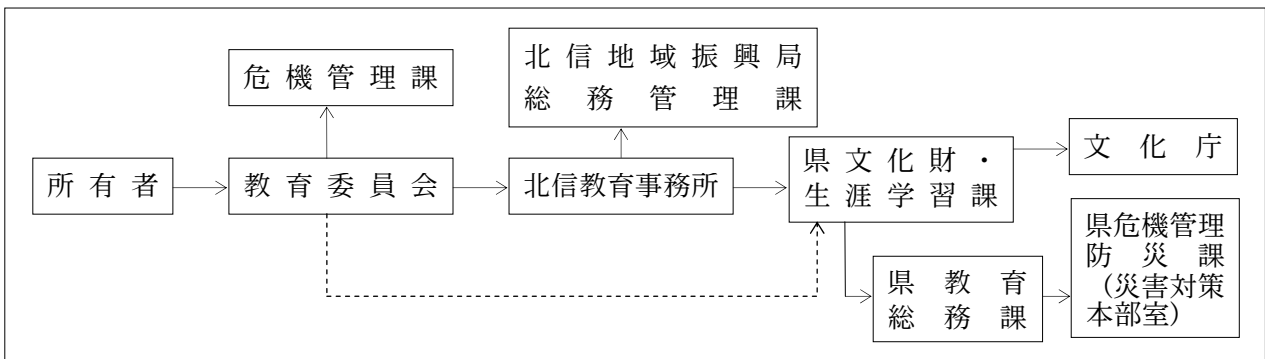 危機管理課
北信地域振興局
総務管理課
所有者
教育委員会
北信教育事務所
県文化財・
生涯学習課
文化庁
県教育
総務課
県危機管理
防災課
（災害対策
本部室）